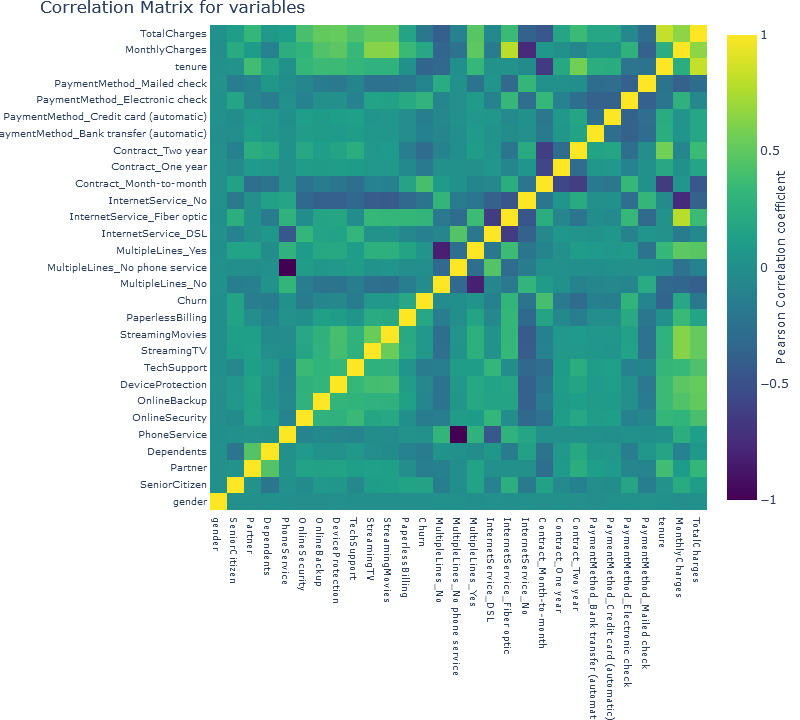 Correlation Matrix for variables
TotalCharges
MonthlyCharges
tenure
PaymentMethod_Mailed check
PaymentMethod_Electronic check
PaymentMethod_Credit card (automatic)
aymentMethod_Bank transfer (automatic)
Contract_Two year
Contract_One year
Contract_Month-to-month
InternetService_No
InternetService_Fiber optic
InternetService_DSL
MultipleLines_Yes
MultipleLines_No phone service
MultipleLines_No
Churn
PaperlessBilling
StreamingMovies
StreamingTV
TechSupport
DeviceProtection
OnlineBackup
OnlineSecurity
PhoneService
Dependents
Partner
SeniorCitizen
gender
gender
SeniorCitizen
Partner
Dependents
PhoneService
OnlineSecurity
OnlineBackup
DeviceProtection
TechSupport
StreamingTV
StreamingMovies
PaperlessBilling
Churn
MultipleLines_No
MultipleLines_No phone service
MultipleLines_Yes
InternetService_DSL
InternetService_Fiber optic
InternetService_No
Contract_Month-to-month
Contract_One year
Contract_Two year
PaymentMethod_Bank transfer (automat
PaymentMethod_Credit card (automatic)
PaymentMethod_Electronic check
PaymentMethod_Mailed check
tenure
MonthlyCharges
TotalCharges
1
0.5
0
−0.5
−1
Pearson Correlation coefficient